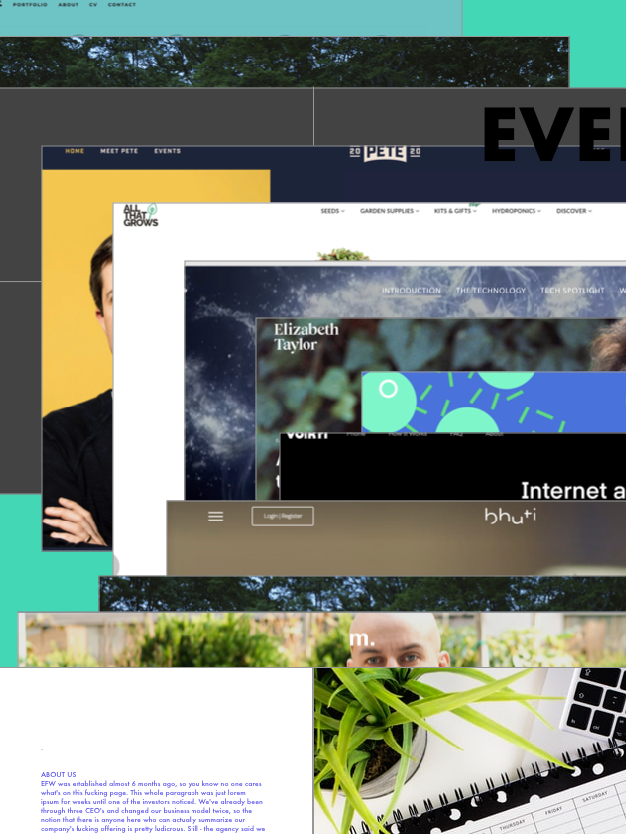 PORTFOLIO ABOUT CV CONTACT
EVE
HOME MEET PETE EVENTS
20 PETE 20
ALL THAT GROWS
SEEDS GARDEN SUPPLIES KITS & GIFTS HYDROPONICS DISCOVER
INTRODUCTION THE TECHNOLOGY TECH SPOTLIGHT W
Elizabeth
Taylor
Home How it Works FAQ About
Internet a
Login | Register
bhuti
m.
ABOUT US
EFW was established almost 6 months ago, so you know no one cares
what's on this fucking page. This whole paragraph was just lorem
ipsum for weeks until one of the investors noticed. We've already been
through three CEO's and changed our business model twice, so the
notion that there is anyone here who can actually summarize our
company's fucking offering is pretty ludicrous. Still - the agency said we
THURSDAY FRIDAY SATURDAY